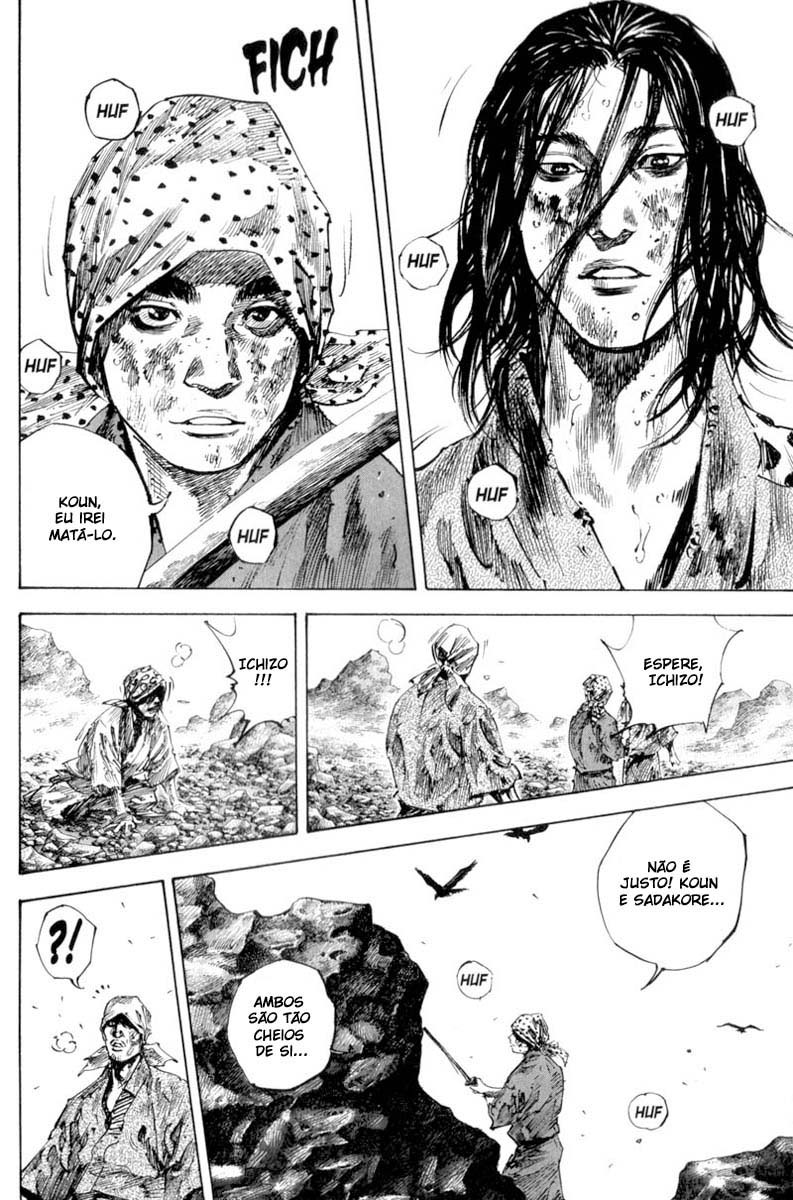 HUF
HUF
HUF
FICH
HUF
HUF
KOUN,
EU IREI
MATÁ-LO.
HUF
ESPERE,
ICHIZO!
ICHIZO
!!!
NÃO É
JUSTO! KOUN
E SADAKORE...
HUF
AMBOS
SÃO TÃO
CHEIOS
DE SI...
HUF
?!